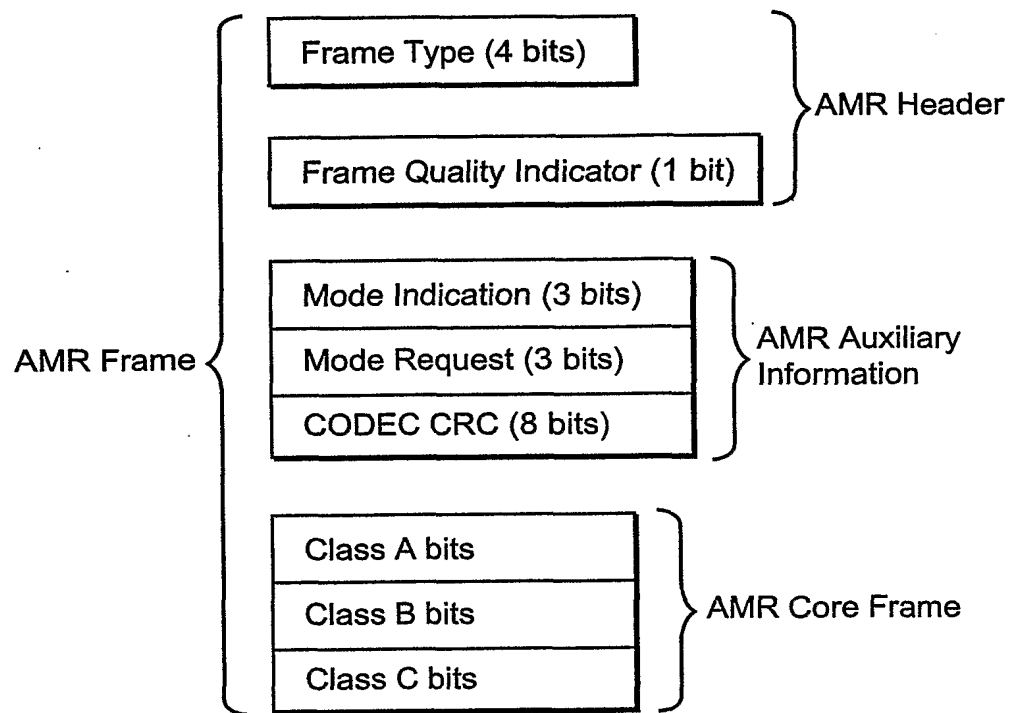 Frame Type (4 bits)
AMR Header
Frame Quality Indicator (1 bit)
Mode Indication (3 bits)
AMR Frame
Mode Request (3 bits)
AMR Auxiliary
Information
CODEC CRC (8 bits)
Class A bits
Class B bits
AMR Core Frame
Class C bits